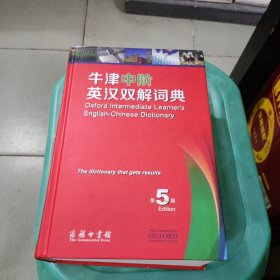 牛津中阶
英汉双解词典
Oxford Intermediate Learner's
English-Chinese Dictionary
The dictionary that gets results
第5版
Edition
商务印书馆
The Commercial Press
OXFORD